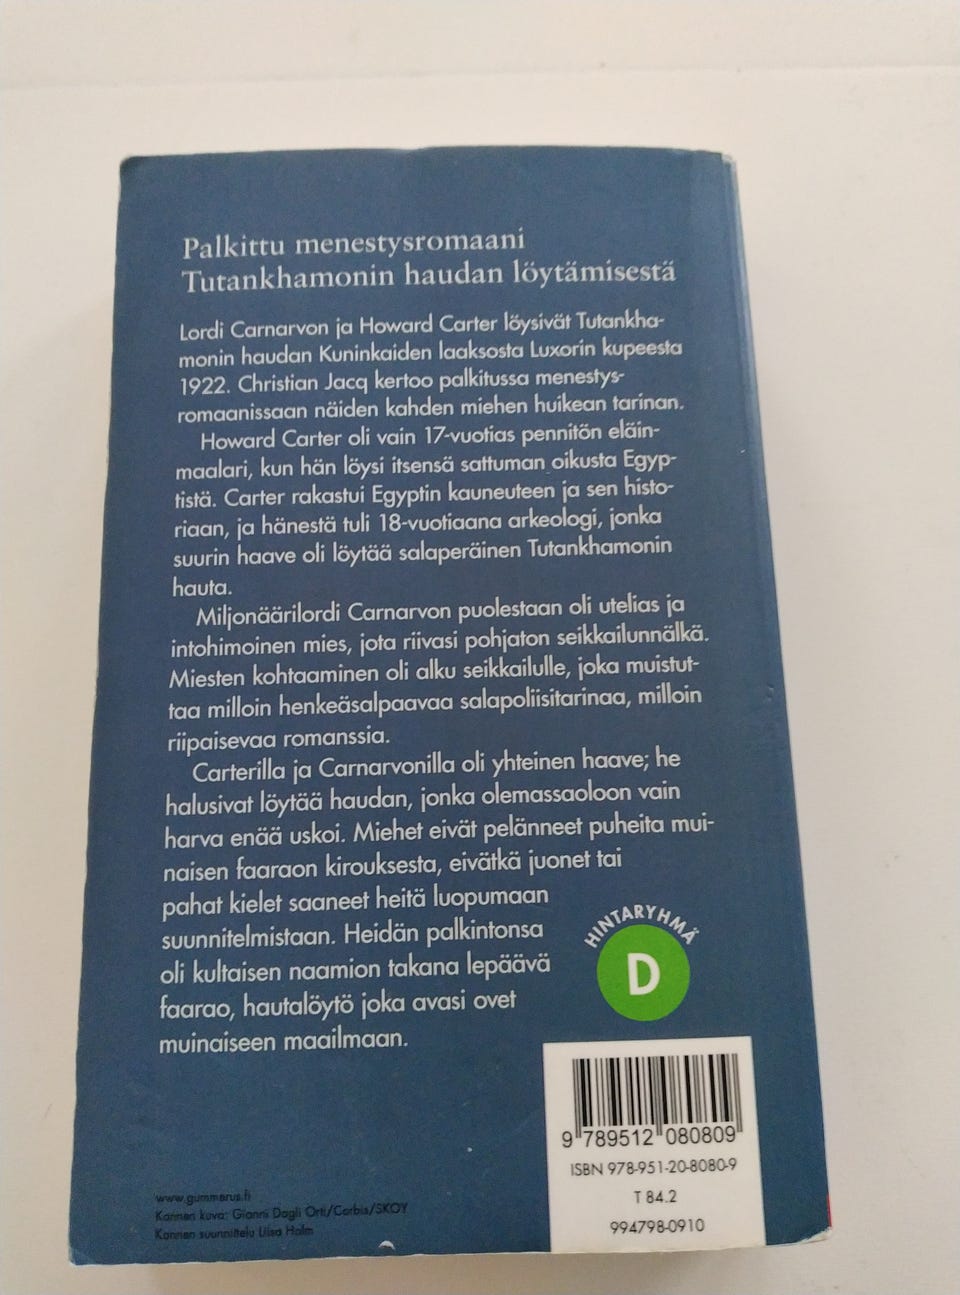 Palkittu menestysromaani
Tutankhamonin haudan löytämisestä
Lordi Carnarvon ja Howard Carter löysivät Tutankha-
monin haudan Kuninkaiden laaksosta Luxorin kupeesta
1922. Christian Jacq kertoo palkitussa menestys-
romaanissaan näiden kahden miehen huikean tarinan.
Howard Carter oli vain 17-vuotias pennitön eläin-
maalari, kun hän löysi itsensä sattuman oikusta Egyp-
tistä. Carter rakastui Egyptin kauneuteen ja sen histo-
riaan, ja hänestä tuli 18-vuotiaana arkeologi, jonka
suurin haave oli löytää salaperäinen Tutankhamonin
hauta.
Miljonäärilordi Carnarvon puolestaan oli utelias ja
intohimoinen mies, jota riivasi pohjaton seikkailunnälkä.
Miesten kohtaaminen oli alku seikkailulle, joka muistut-
taa milloin henkeäsalpaavaa salapoliisitarinaa, milloin
riipaisevaa romanssia.
Carterilla ja Carnarvonilla oli yhteinen haave; he
halusivat löytää haudan, jonka olemassaoloon vain
harva enää uskoi. Miehet eivät pelänneet puheita mui-
naisen faaraon kirouksesta, eivätkä juonet tai
pahat kielet saaneet heitä luopumaan
suunnitelmistaan. Heidän palkintonsa
oli kultaisen naamion takana lepäävä
faarao, hautalöytö joka avasi ovet
muinaiseen maailmaan.
HINTARYHMÄ
D
9 789512 080809
ISBN 978-951-20-8080-9
T 84.2
994798-0910
www.gummerus.fi
Kannen kuva: Gianni Dagli Orti/Corbis/SKOY
Kannen suunnittelu Liisa Holm